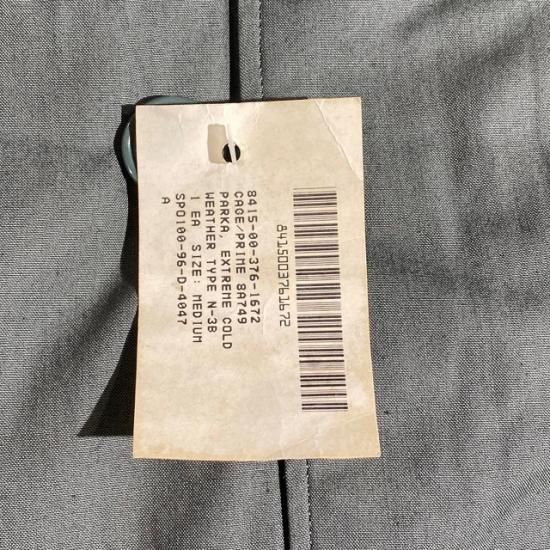 8415003761672
8415-00-376-1672
CAGE/PRIME 8A749
PARKA, EXTREME COLD
WEATHER TYPE N-3B
1 EA SIZE: MEDIUM
SPO100-96-D-4047
A